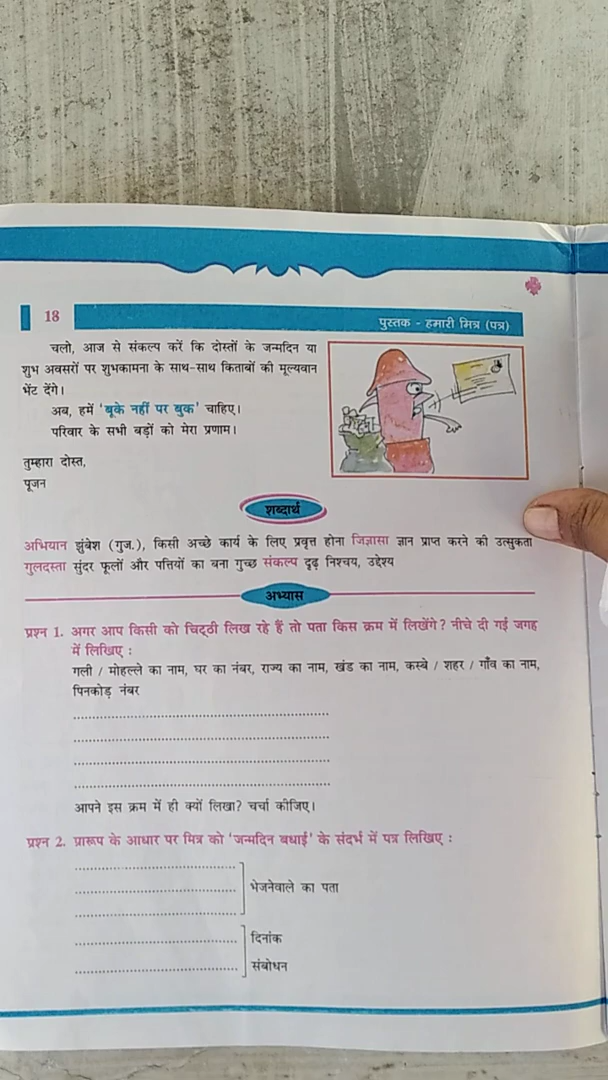 18
पुस्तक - हमारी मित्र (पत्र)
चलो, आज से संकल्प करें कि दोस्तों के जन्मदिन या
शुभ अवसरों पर शुभकामना के साथ-साथ किताबों की मूल्यवान
भेंट देंगे।
अब, हमें 'बूके नहीं पर बुक' चाहिए।
परिवार के सभी बड़ों को मेरा प्रणाम।
तुम्हारा दोस्त,
पूजन
शब्दार्थ
अभियान झुंबेश (गुज.), किसी अच्छे कार्य के लिए प्रवृत्त होना जिज्ञासा ज्ञान प्राप्त करने की उत्सुकता
गुलदस्ता सुंदर फूलों और पत्तियों का बना गुच्छ संकल्प दृढ़ निश्चय, उद्देश्य
अभ्यास
प्रश्न 1. अगर आप किसी को चिट्ठी लिख रहे हैं तो पता किस क्रम में लिखेंगे? नीचे दी गई जगह
में लिखिए :
गली / मोहल्ले का नाम, घर का नंबर, राज्य का नाम, खंड का नाम, कस्बे / शहर / गाँव का नाम,
पिनकोड़ नंबर
आपने इस क्रम में ही क्यों लिखा? चर्चा कीजिए।
प्रश्न 2. प्रारूप के आधार पर मित्र को 'जन्मदिन बधाई' के संदर्भ में पत्र लिखिए :
भेजनेवाले का पता
दिनांक
संबोधन